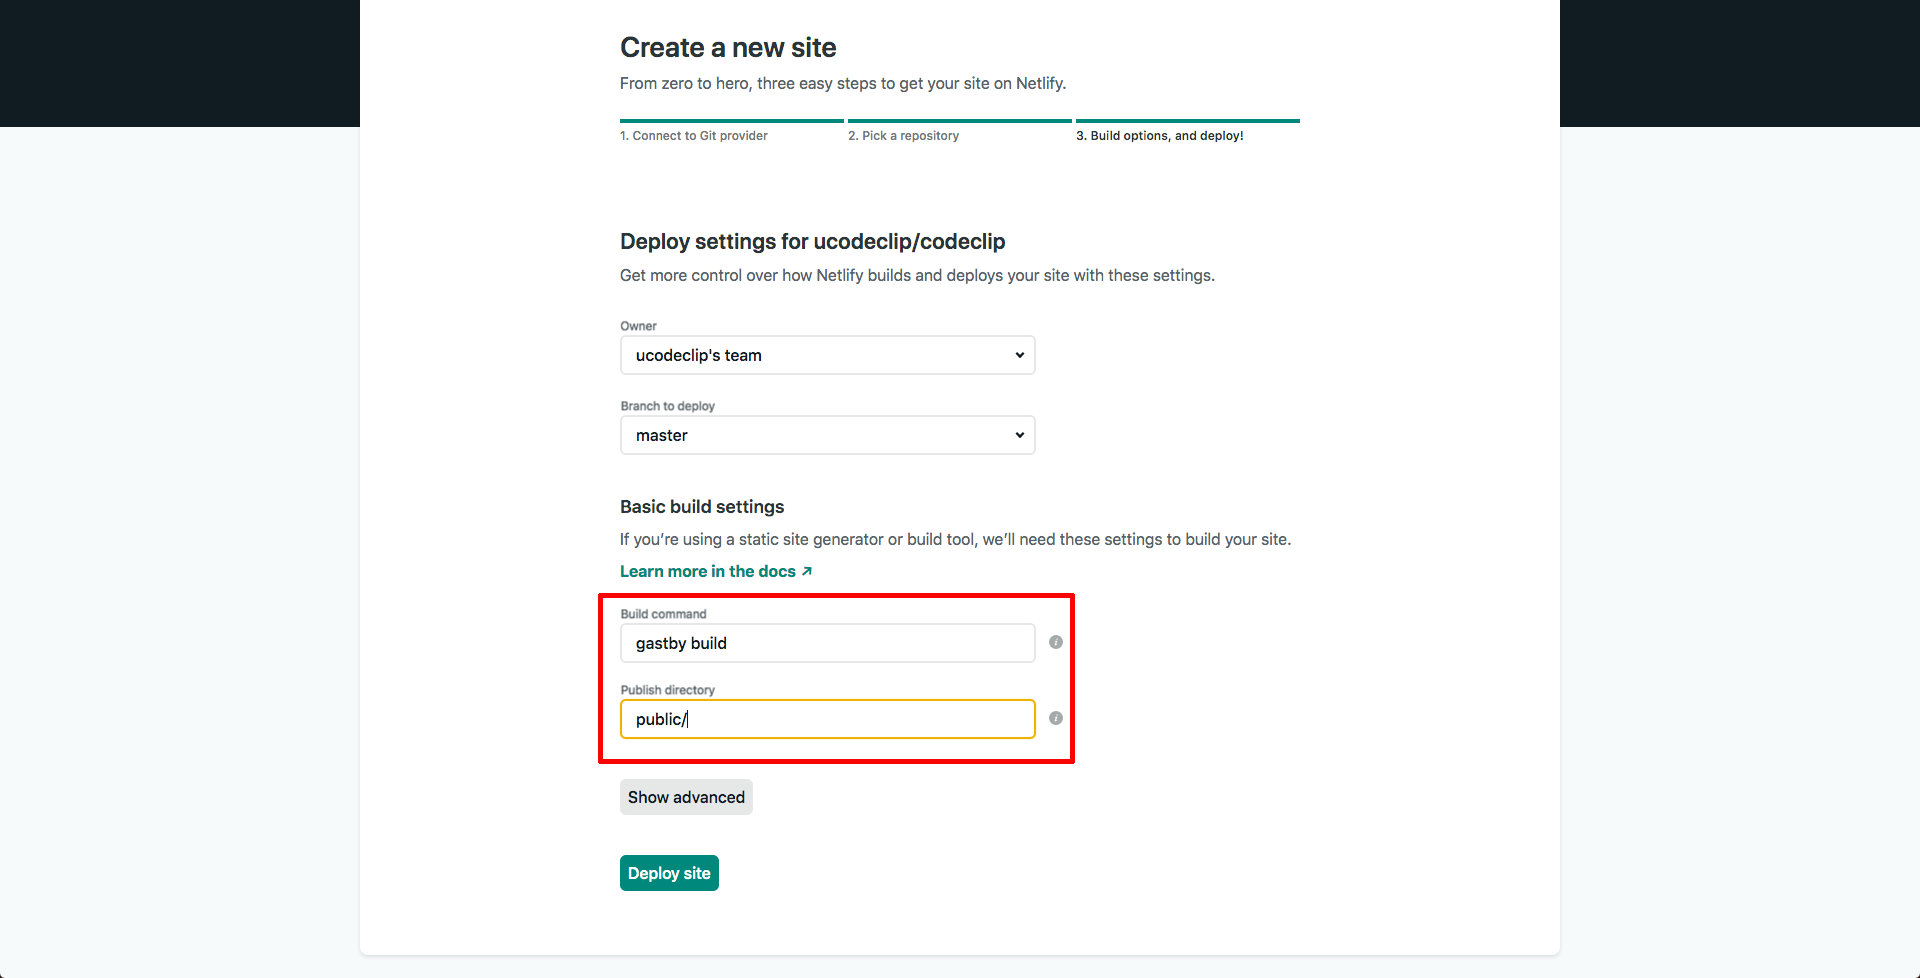 Create a new site
From zero to hero, three easy steps to get your site on Netlify.
1. Connect to Git provider
2. Pick a repository
3. Build options, and deploy!
Deploy settings for ucodeclip/codeclip
Get more control over how Netlify builds and deploys your site with these settings.
Owner
ucodeclip's team
Branch to deploy
master
Basic build settings
If you’re using a static site generator or build tool, we’ll need these settings to build your site.
Learn more in the docs ↗
Build command
gastby build
Publish directory
public/
Show advanced
Deploy site